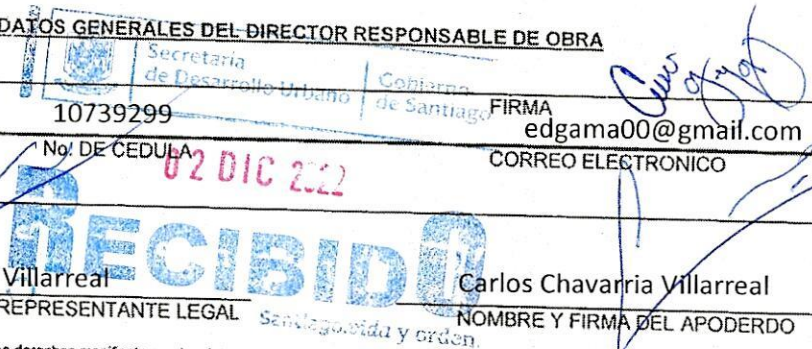 DATOS GENERALES DEL DIRECTOR RESPONSABLE DE OBRA
Secretaría
de Desarrollo Urbano
Gobierno
de Santiago
FIRMA
10739299
edgama00@gmail.com
No. DE CEDULA
CORREO ELECTRONICO
02 DIC 2022
RECIBIDO
Villarreal
Carlos Chavarria Villarreal
REPRESENTANTE LEGAL
NOMBRE Y FIRMA DEL APODERDO
Santiago, vida y orden.